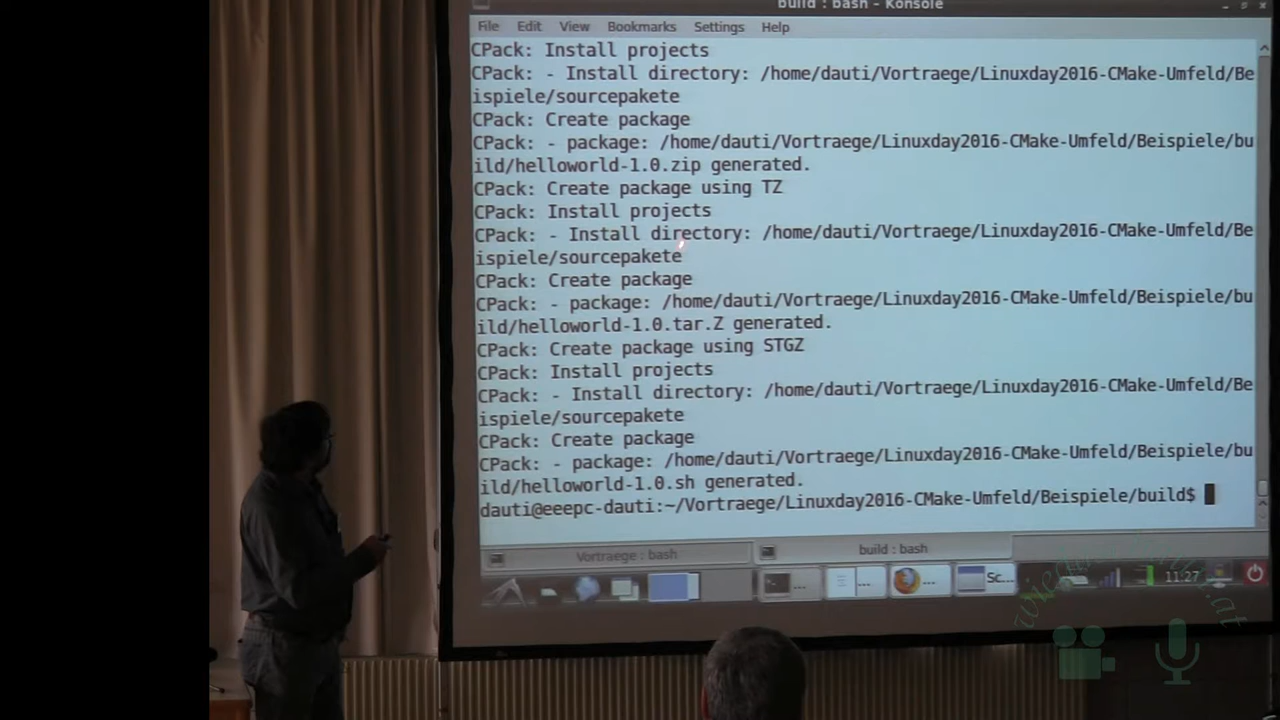 build : bash - Konsole
File Edit View Bookmarks Settings Help
CPack: Install projects
CPack: - Install directory: /home/dauti/Vortraege/Linuxday2016-CMake-Umfeld/Be
ispiele/sourcepakete
CPack: Create package
CPack: - package: /home/dauti/Vortraege/Linuxday2016-CMake-Umfeld/Beispiele/bu
ild/helloworld-1.0.zip generated.
CPack: Create package using TZ
CPack: Install projects
CPack: - Install directory: /home/dauti/Vortraege/Linuxday2016-CMake-Umfeld/Be
ispiele/sourcepakete
CPack: Create package
CPack: - package: /home/dauti/Vortraege/Linuxday2016-CMake-Umfeld/Beispiele/bu
ild/helloworld-1.0.tar.Z generated.
CPack: Create package using STGZ
CPack: Install projects
CPack: - Install directory: /home/dauti/Vortraege/Linuxday2016-CMake-Umfeld/Be
ispiele/sourcepakete
CPack: Create package
CPack: - package: /home/dauti/Vortraege/Linuxday2016-CMake-Umfeld/Beispiele/bu
ild/helloworld-1.0.sh generated.
dauti@eeepc-dauti:~/Vortraege/Linuxday2016-CMake-Umfeld/Beispiele/build$
Vortraege : bash build : bash
... ... ... Sc... 11:27